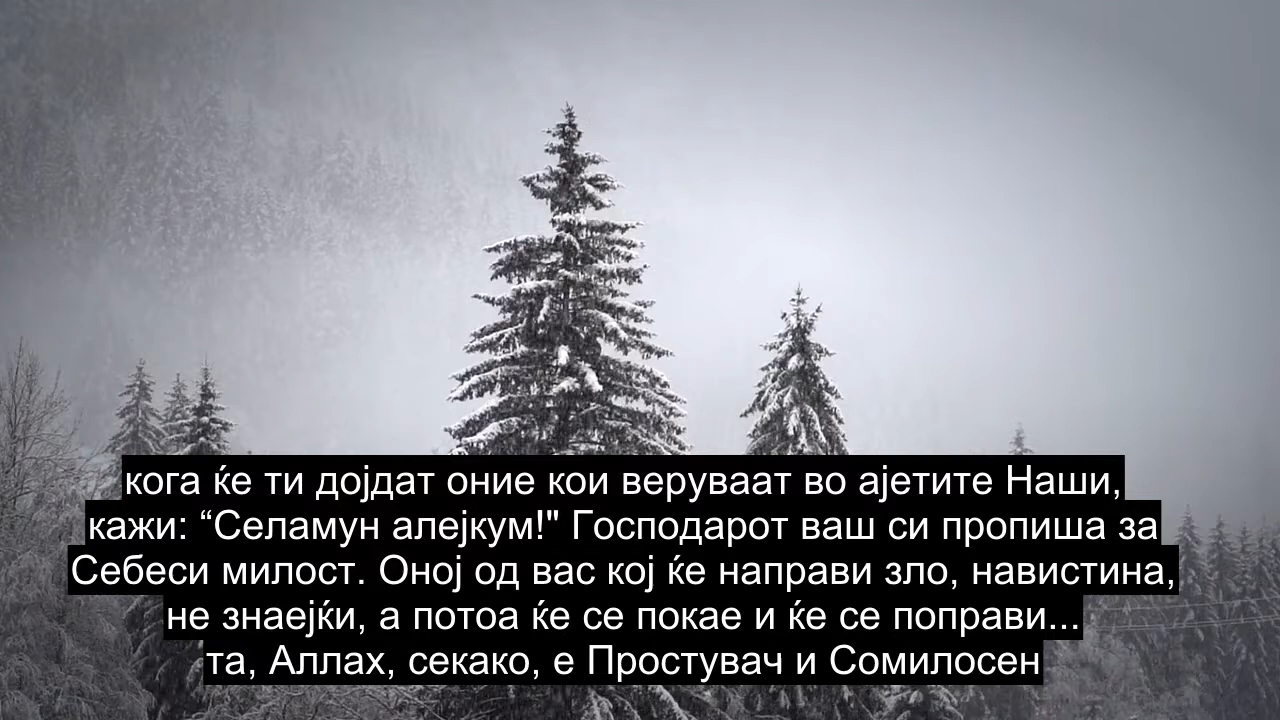 кога ќе ти дојдат оние кои веруваат во ајетите Наши,
кажи: “Селамун алејкум!" Господарот ваш си пропиша за
Себеси милост. Оној од вас кој ќе направи зло, навистина,
не знаејќи, а потоа ќе се покае и ќе се поправи...
та, Аллах, секако, е Простувач и Сомилосен